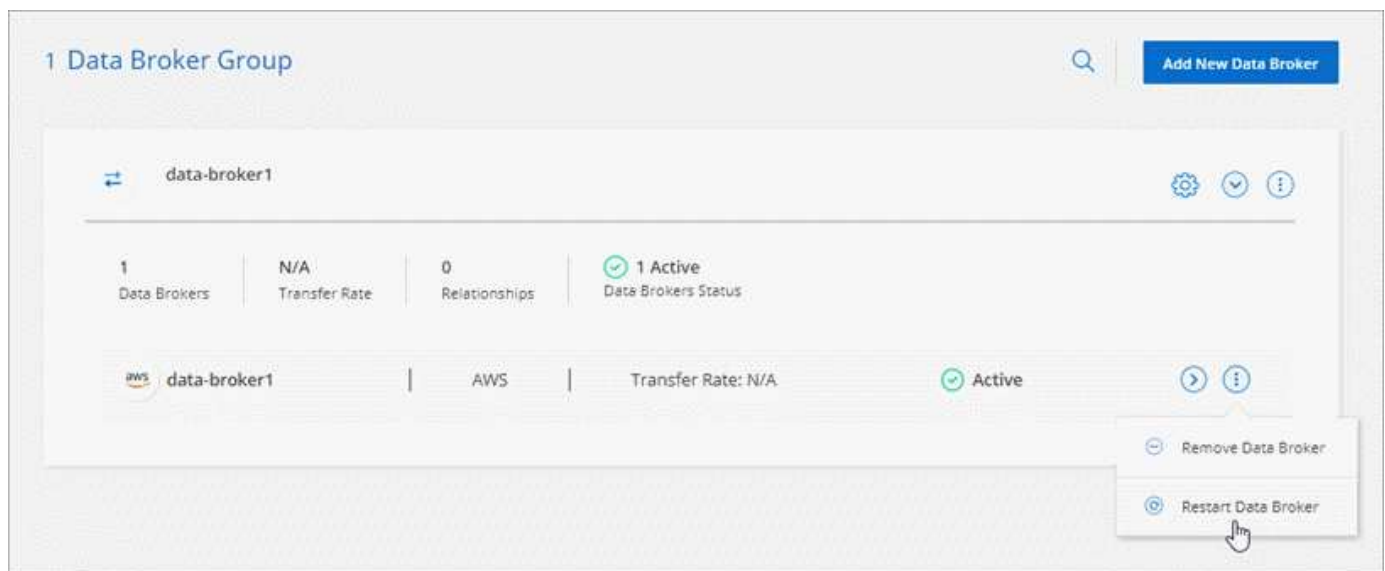 1 Data Broker Group
Add New Data Broker
data-broker1
1
Data Brokers
N/A
Transfer Rate
0
Relationships
1 Active
Data Brokers Status
aws
data-broker1
AWS
Transfer Rate: N/A
Active
Remove Data Broker
Restart Data Broker